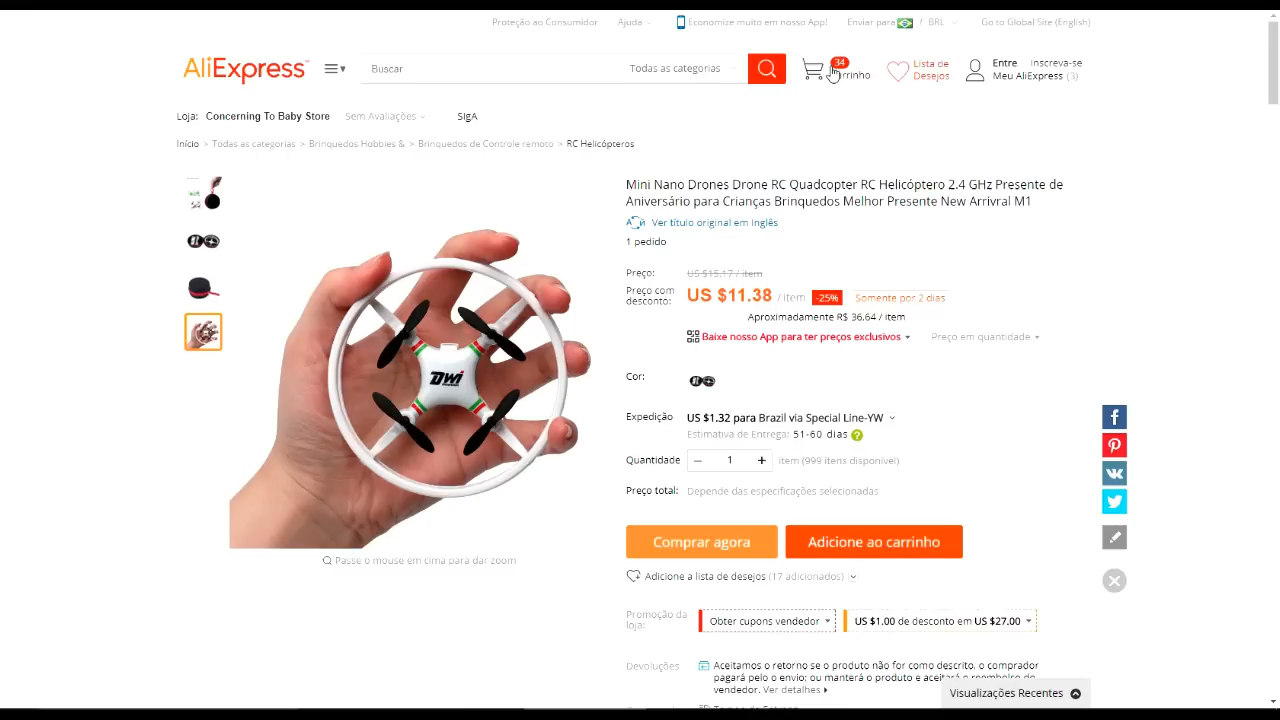 Proteção ao Consumidor Ajuda Economize muito em nosso App! Enviar para / BRL Go to Global Site (English)
AliExpress Buscar Todas as categorias 34 Lista de Desejos Entre Inscreva-se
Meu AliExpress (3)
Loja: Concerning To Baby Store Sem Avaliações SIGA
Início > Todas as categorias > Brinquedos Hobbies & > Brinquedos de Controle remoto > RC Helicópteros
Mini Nano Drones Drone RC Quadcopter RC Helicóptero 2.4 GHz Presente de
Aniversário para Crianças Brinquedos Melhor Presente New Arrivral M1
Ver título original em Inglês
1 pedido
Preço: US $15.17 / item
Preço com desconto: US $11.38 / item -25% Somente por 2 dias
Aproximadamente R$ 36,64 / item
Baixe nosso App para ter preços exclusivos Preço em quantidade
Cor:
DWI
Expedição US $1.32 para Brazil via Special Line-YW
Estimativa de Entrega: 51-60 dias ?
Quantidade − 1 + item (999 itens disponível)
Preço total: Depende das especificações selecionadas
Comprar agora Adicione ao carrinho
Passe o mouse em cima para dar zoom
Adicione a lista de desejos (17 adicionados)
Promoção da loja: Obter cupons vendedor US $1.00 de desconto em US $27.00
Devoluções Aceitamos o retorno se o produto não for como descrito, o comprador
pagará pelo o envio; ou manterá o produto e aceitará o reembolso do
vendedor. Ver detalhes
Visualizações Recentes